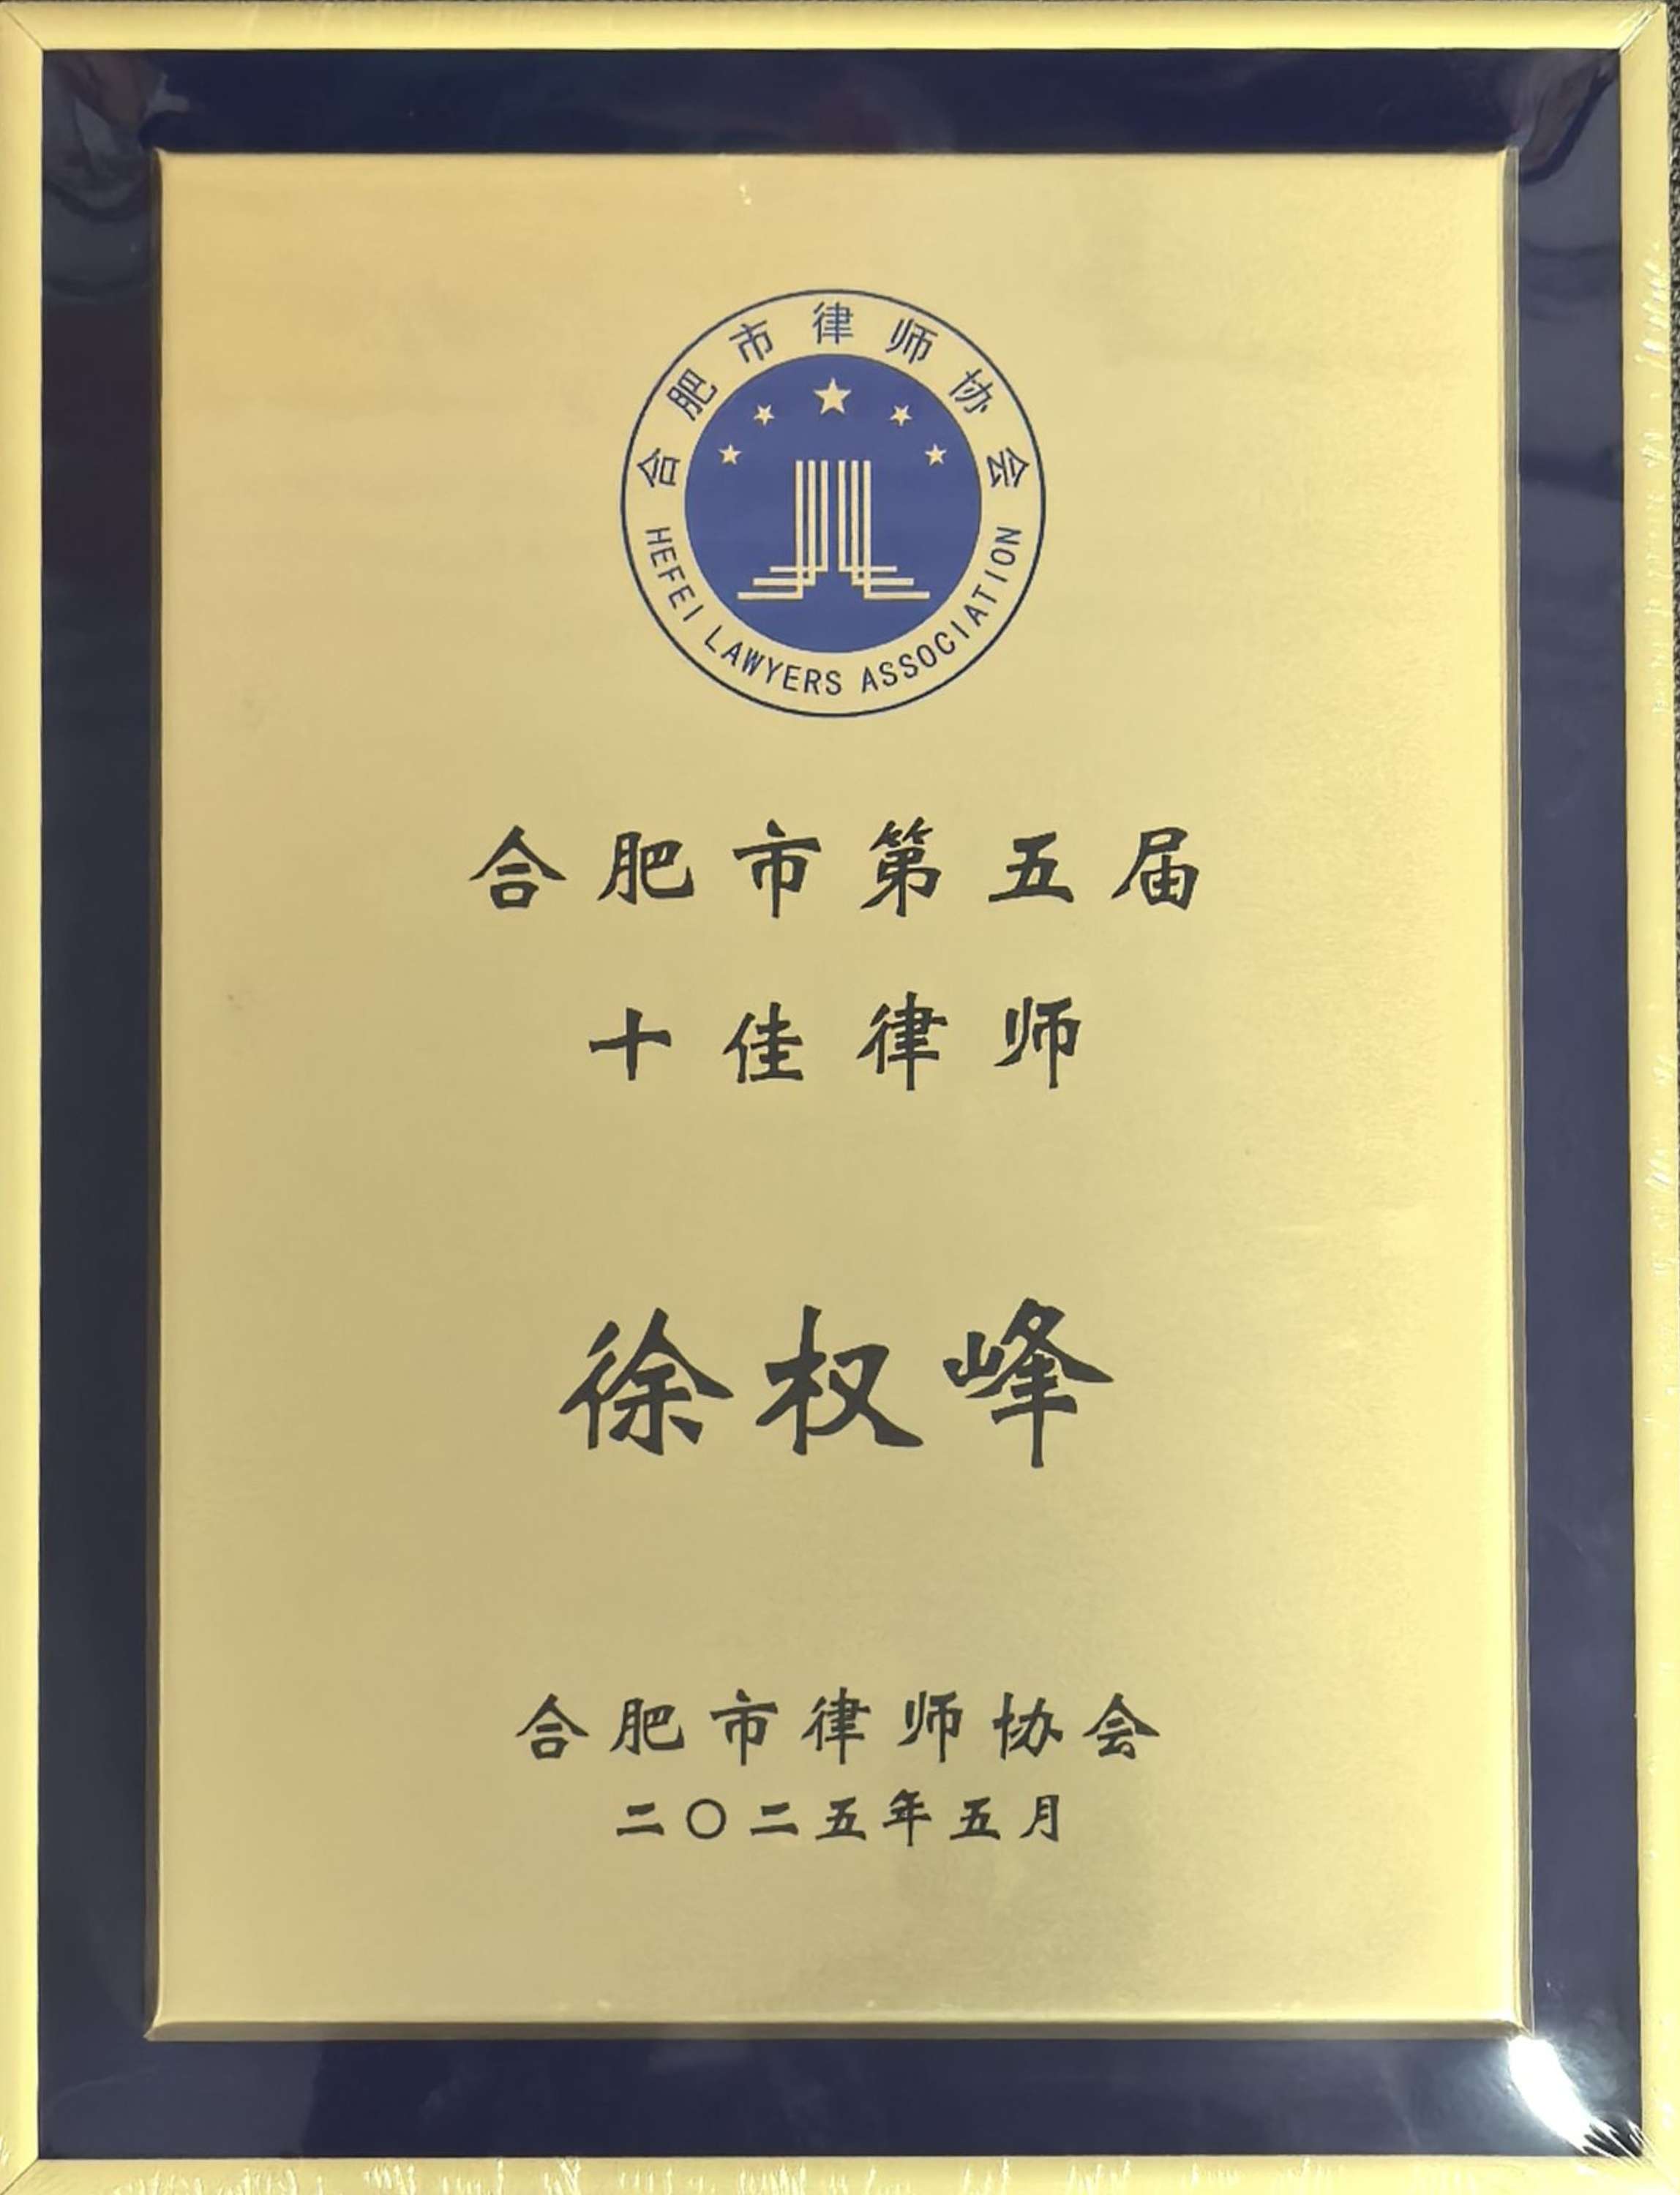 合肥市律师协会
HEFEI LAWYERS ASSOCIATION
合肥市第五届
十佳律师
徐权峰
合肥市律师协会
二〇二五年五月